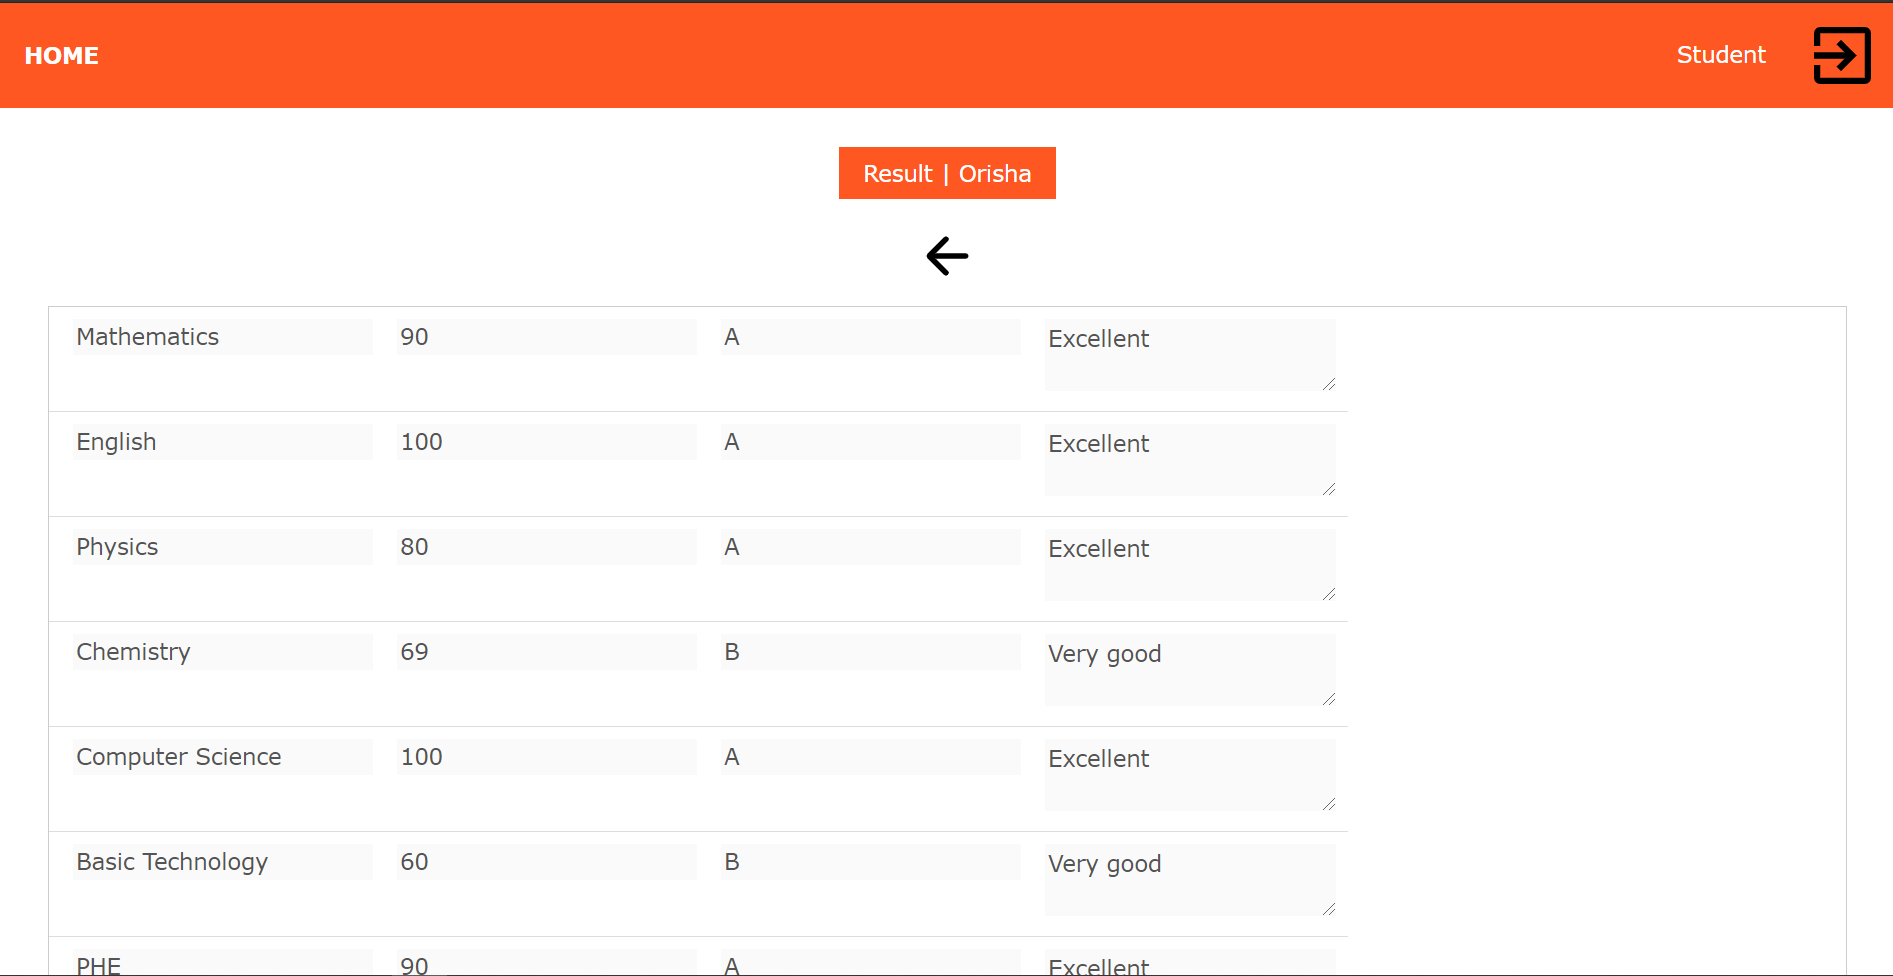 HOME Student
Result | Orisha
Mathematics 90 A Excellent
English 100 A Excellent
Physics 80 A Excellent
Chemistry 69 B Very good
Computer Science 100 A Excellent
Basic Technology 60 B Very good
PHE 90 A Excellent